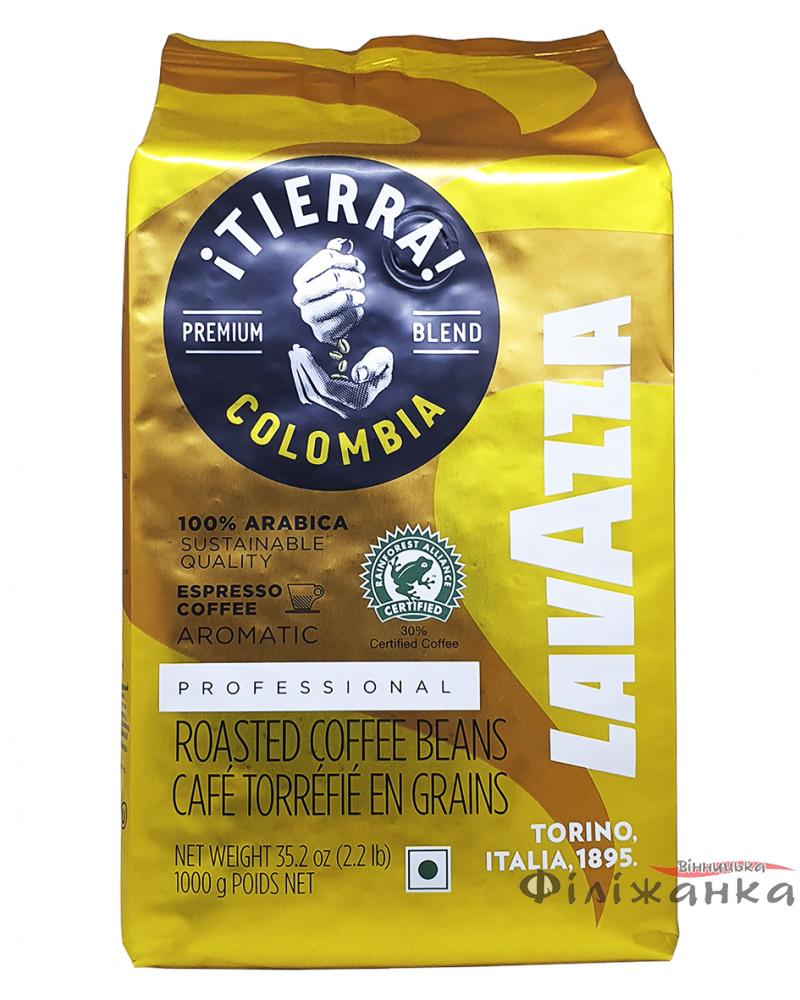 ¡TIERRA!
PREMIUM BLEND
COLOMBIA
100% ARABICA
SUSTAINABLE
QUALITY
ESPRESSO
COFFEE
AROMATIC
RAINFOREST ALLIANCE
CERTIFIED
30%
Certified Coffee
PROFESSIONAL
ROASTED COFFEE BEANS
CAFÉ TORRÉFIÉ EN GRAINS
NET WEIGHT 35.2 oz (2.2 lb)
1000 g POIDS NET
LAVAZZA
TORINO,
ITALIA, 1895.
Вінницька
Філіжанка